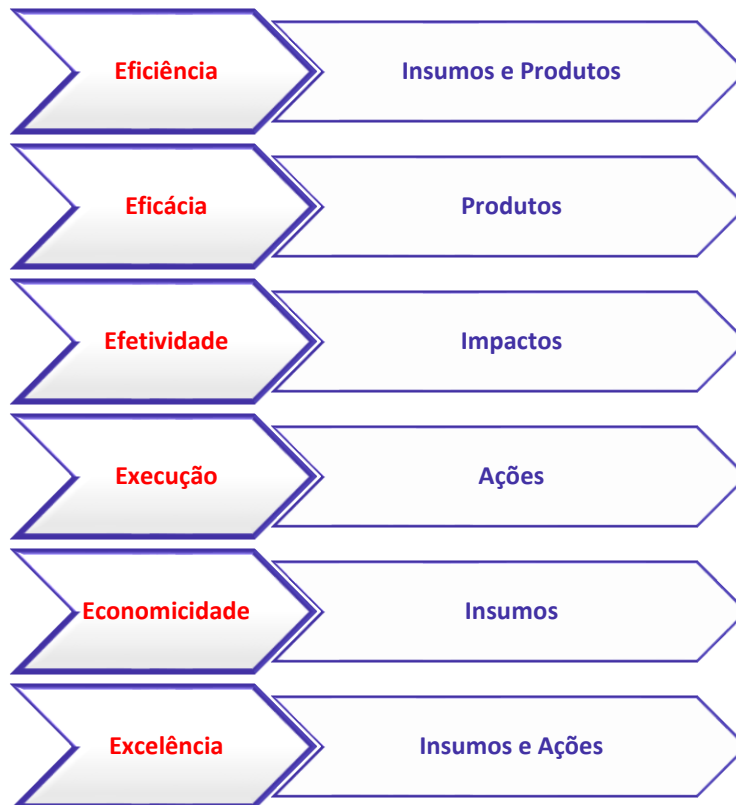 Eficiência
Insumos e Produtos
Eficácia
Produtos
Efetividade
Impactos
Execução
Ações
Economicidade
Insumos
Excelência
Insumos e Ações